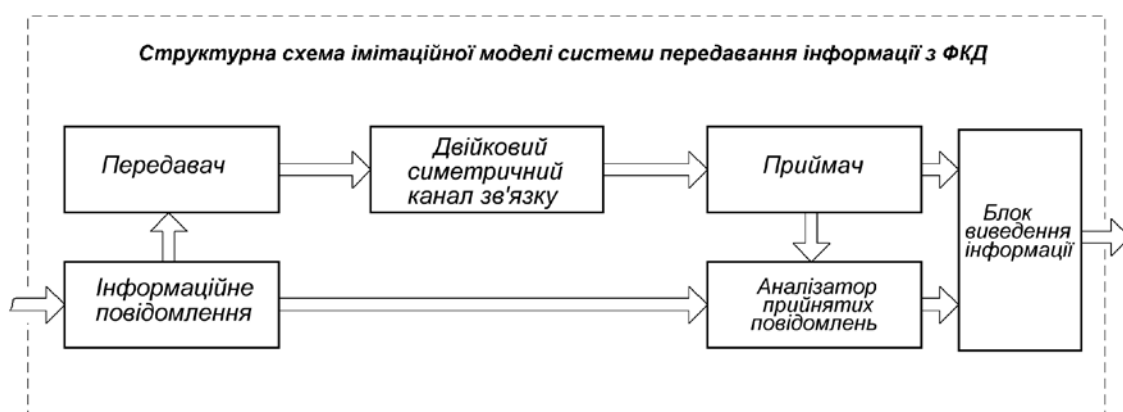 Структурна схема імітаційної моделі системи передавання інформації з ФКД
Передавач
Двійковий
симетричний
канал зв'язку
Приймач
Блок
виведення
інформації
Інформаційне
повідомлення
Аналізатор
прийнятих
повідомлень